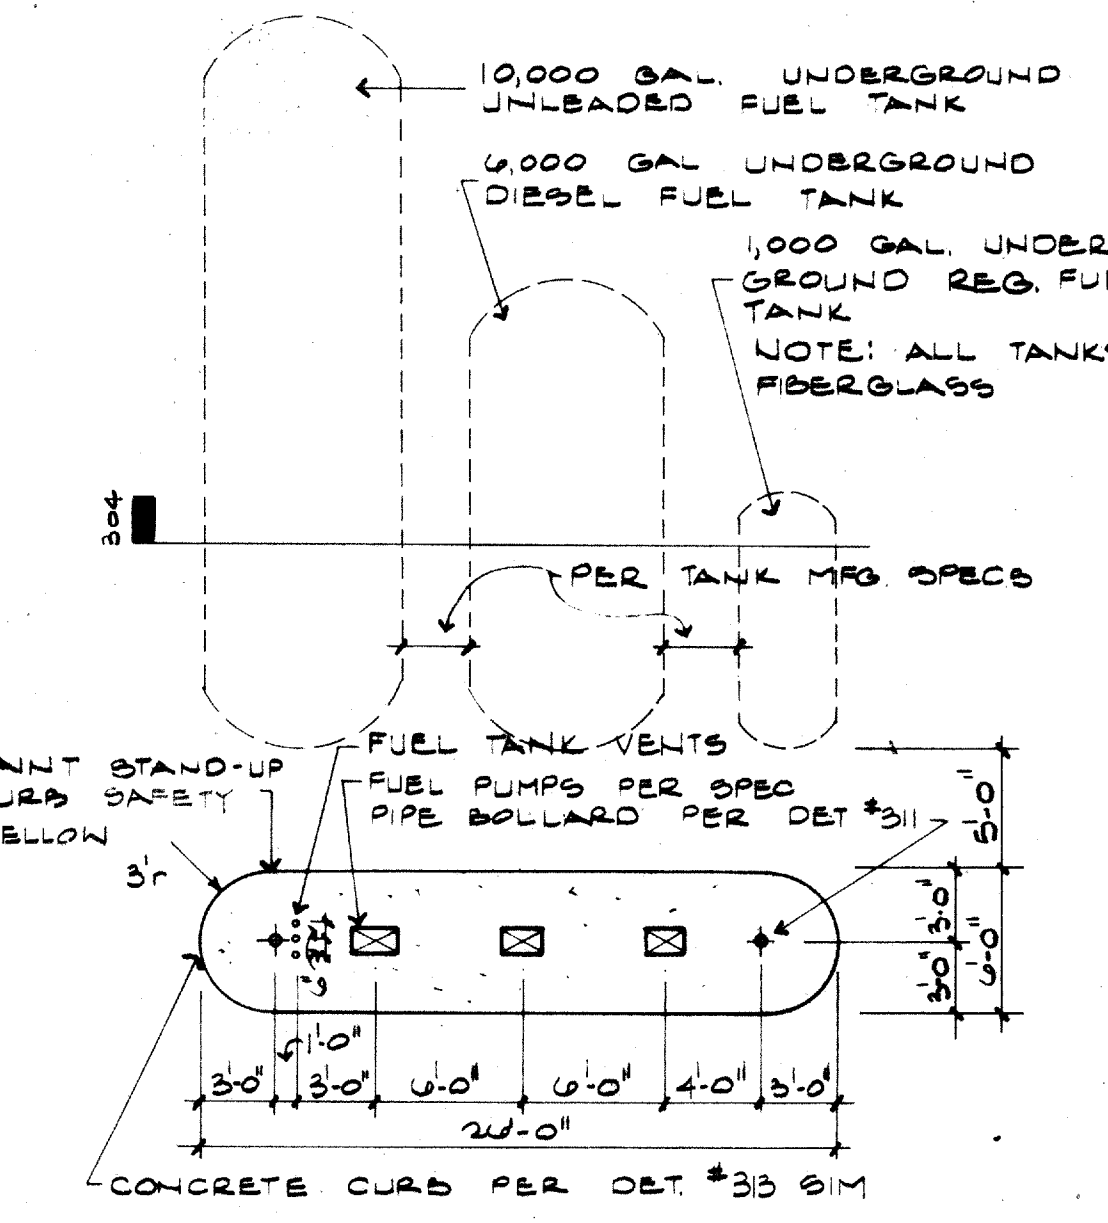 10,000 GAL. UNDERGROUND
UNLEADED FUEL TANK
6,000 GAL UNDERGROUND
DIESEL FUEL TANK
1,000 GAL. UNDER
GROUND REG. FU
TANK
NOTE: ALL TANKS
FIBERGLASS
304
PER TANK MFG. SPECS
FUEL TANK VENTS
STAND-UP
SAFETY
FUEL PUMPS PER SPEC
PIPE BOLLARD PER DET #311
3'r
5'-0"
3'-0"
3'-0"
6'-0"
6"
1'-0"
3'-0" 3'-0" 6'-0" 6'-0" 4'-0" 3'-0"
26'-0"
CONCRETE CURB PER DET. #313 SIM